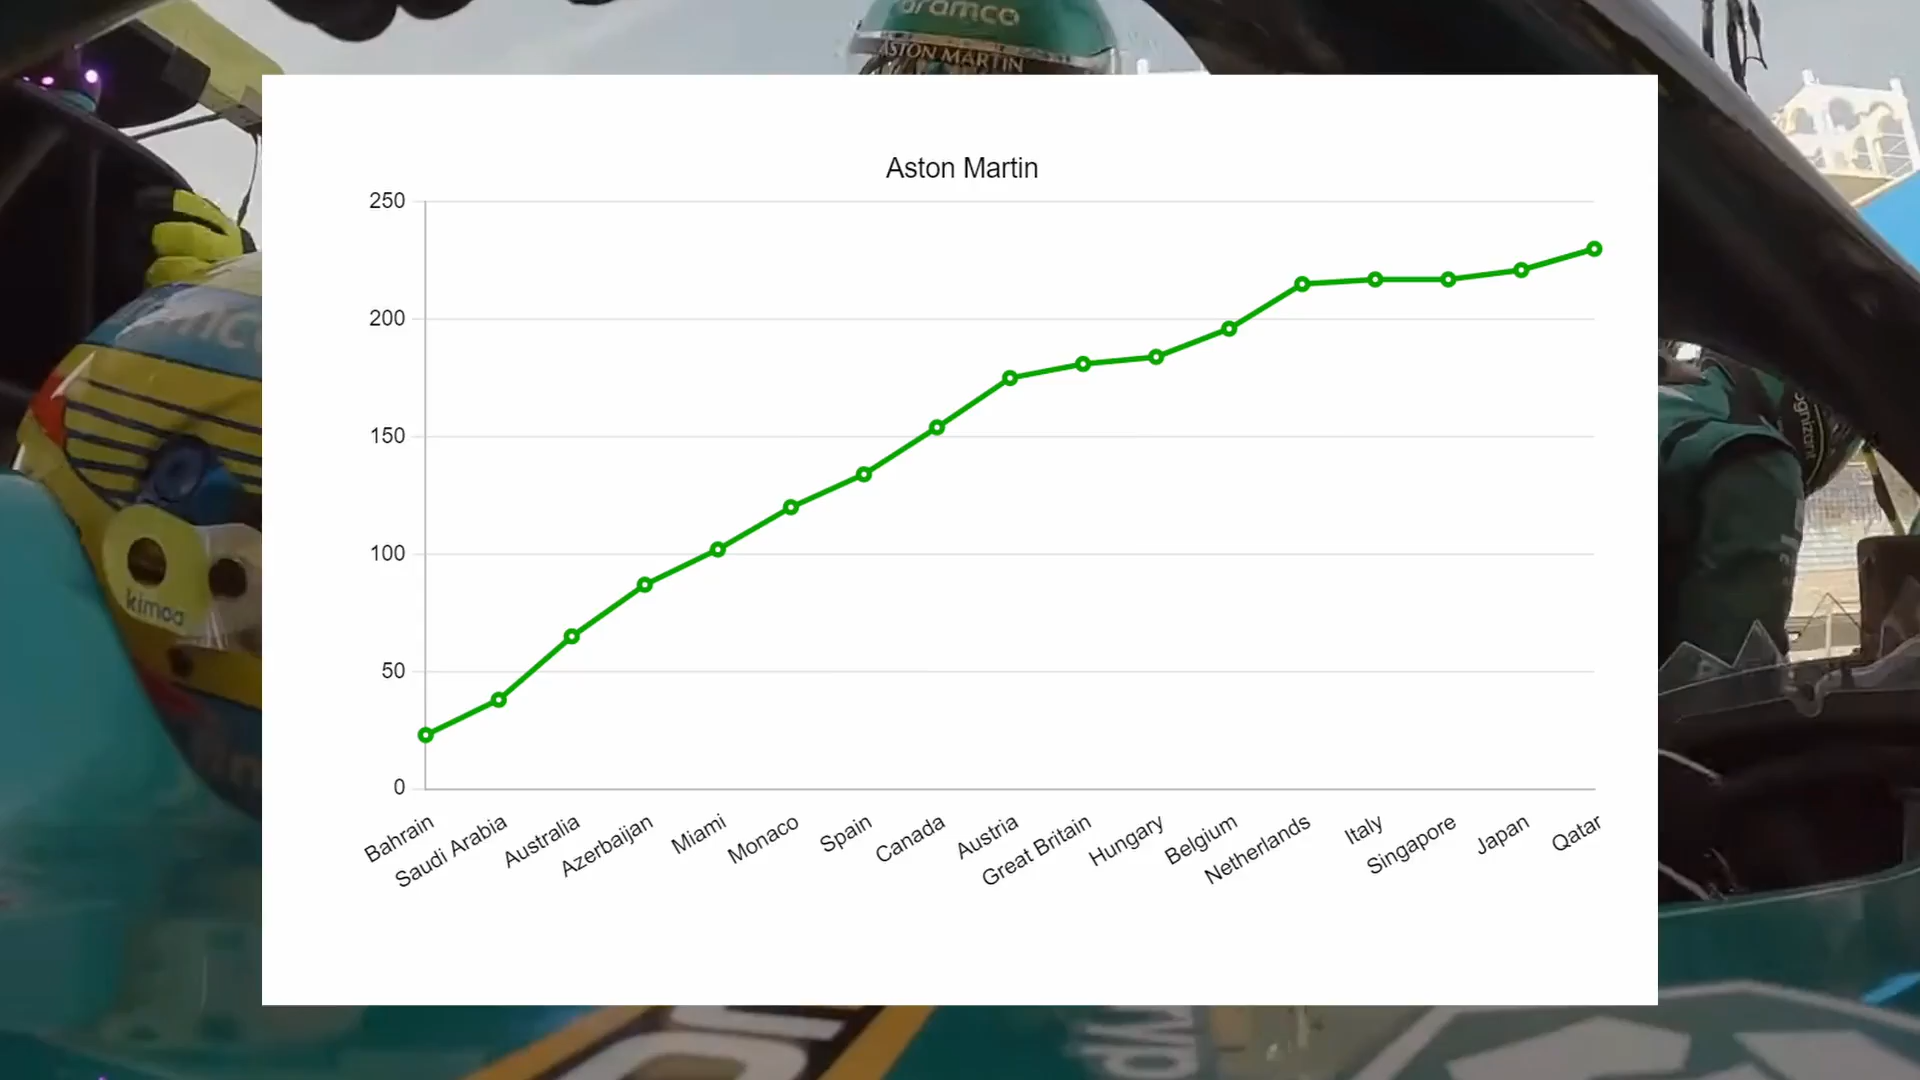 aramco
ASTON MARTIN
Aston Martin
250
200
150
100
50
0
Bahrain
Saudi Arabia
Australia
Azerbaijan
Miami
Monaco
Spain
Canada
Austria
Great Britain
Hungary
Belgium
Netherlands
Italy
Singapore
Japan
Qatar
kimoa